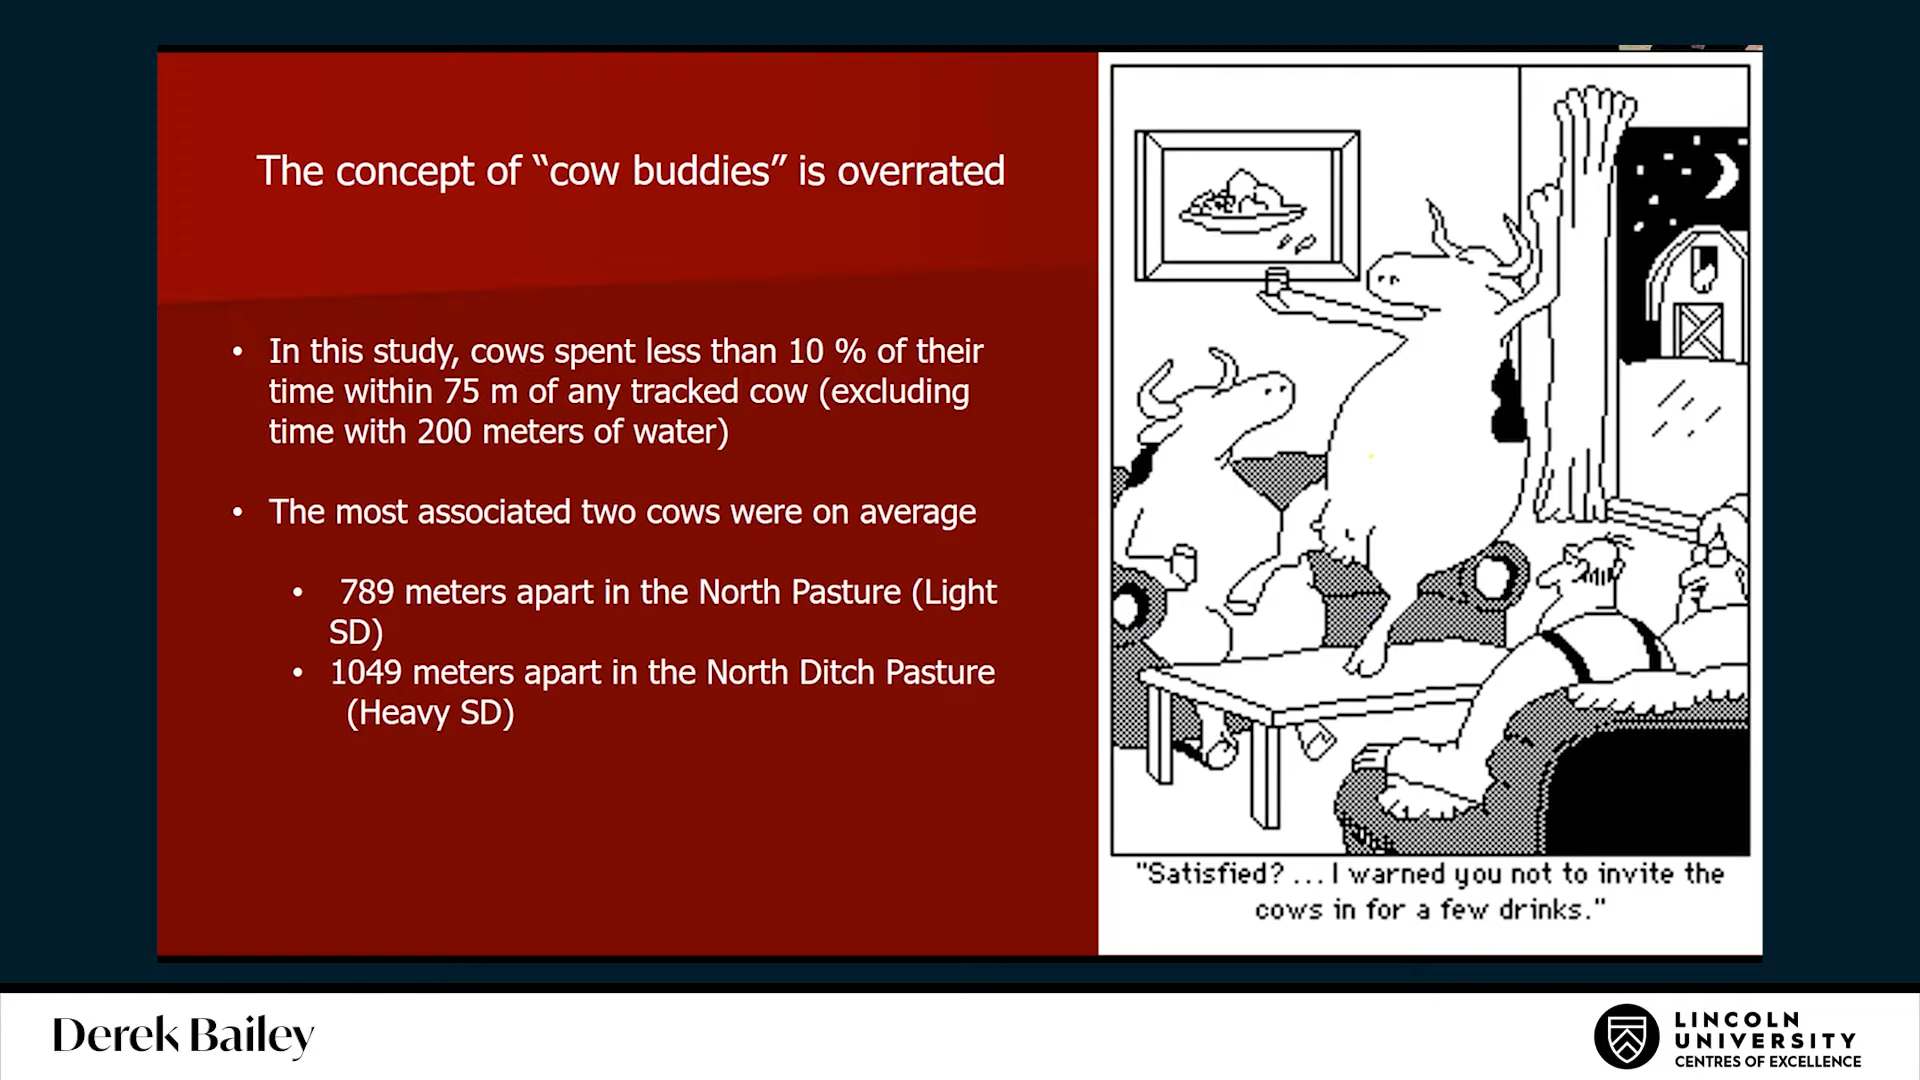 The concept of “cow buddies” is overrated
• In this study, cows spent less than 10 % of their
time within 75 m of any tracked cow (excluding
time with 200 meters of water)
• The most associated two cows were on average
• 789 meters apart in the North Pasture (Light
SD)
• 1049 meters apart in the North Ditch Pasture
(Heavy SD)
"Satisfied? ... I warned you not to invite the
cows in for a few drinks."
Derek Bailey
LINCOLN
UNIVERSITY
CENTRES OF EXCELLENCE